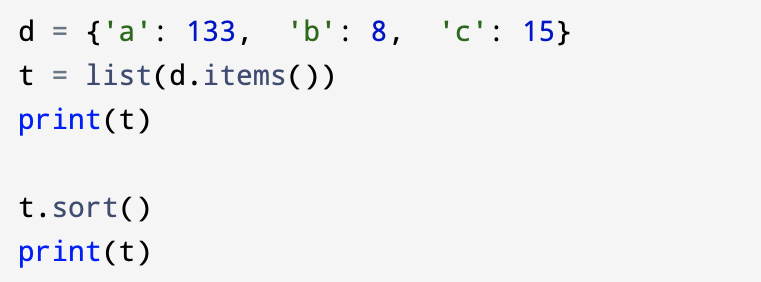 d = {'a': 133,  'b': 8,  'c': 15}
t = list(d.items())
print(t)

t.sort()
print(t)